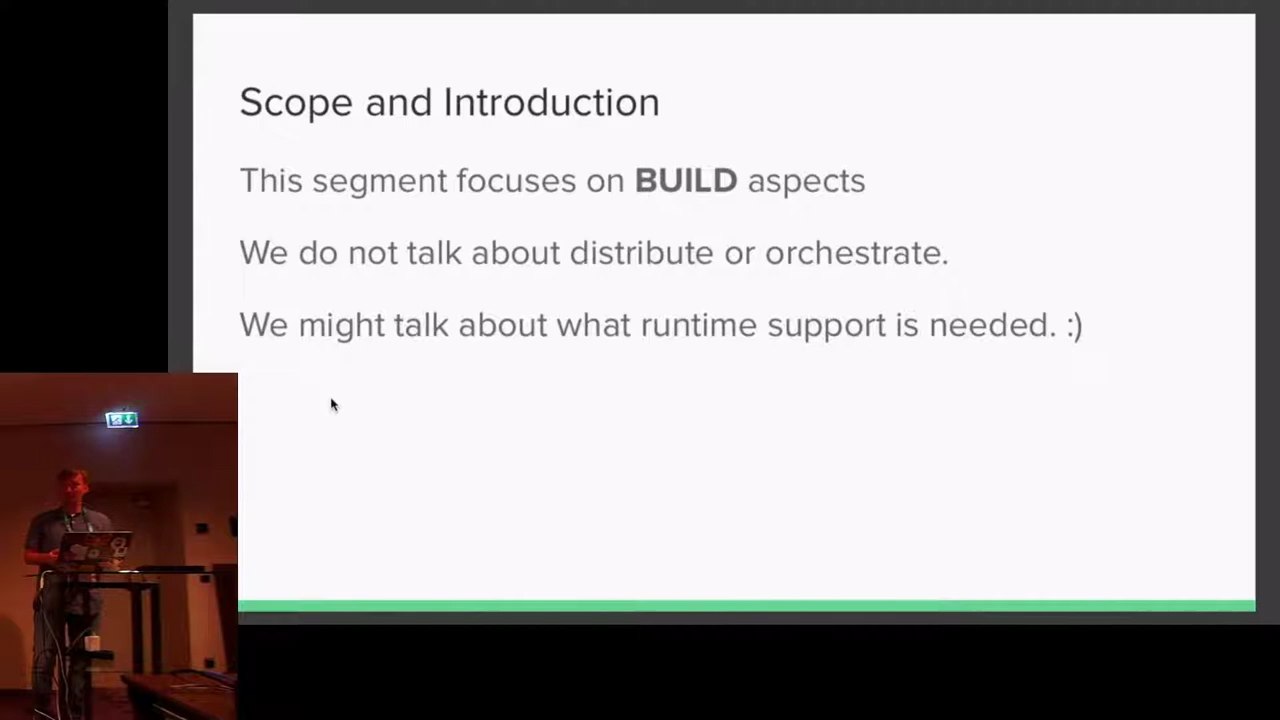 Scope and Introduction
This segment focuses on BUILD aspects
We do not talk about distribute or orchestrate.
We might talk about what runtime support is needed. :)